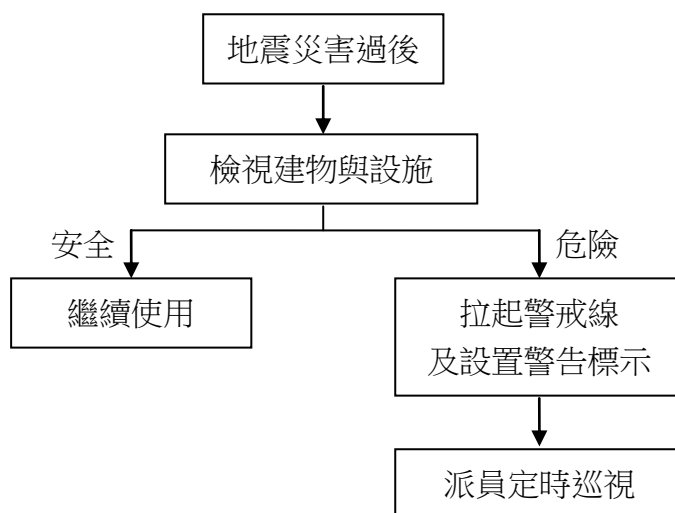 地震災害過後
檢視建物與設施
安全
危險
繼續使用
拉起警戒線
及設置警告標示
派員定時巡視